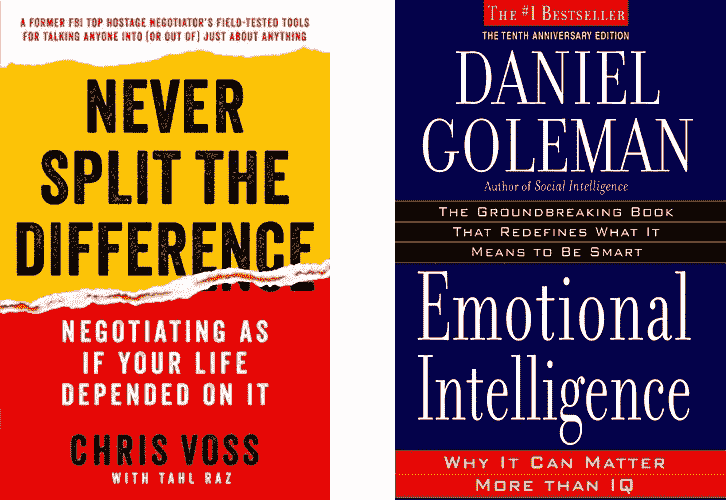 A FORMER FBI TOP HOSTAGE NEGOTIATOR'S FIELD-TESTED TOOLS
FOR TALKING ANYONE INTO (OR OUT OF) JUST ABOUT ANYTHING
NEVER
SPLIT THE
DIFFERENCE
NEGOTIATING AS
IF YOUR LIFE
DEPENDED ON IT
CHRIS VOSS
WITH TAHL RAZ
THE #1 BESTSELLER
THE TENTH ANNIVERSARY EDITION
DANIEL
GOLEMAN
Author of Social Intelligence
THE GROUNDBREAKING BOOK
THAT REDEFINES WHAT IT
MEANS TO BE SMART
Emotional
Intelligence
WHY IT CAN MATTER
MORE THAN IQ